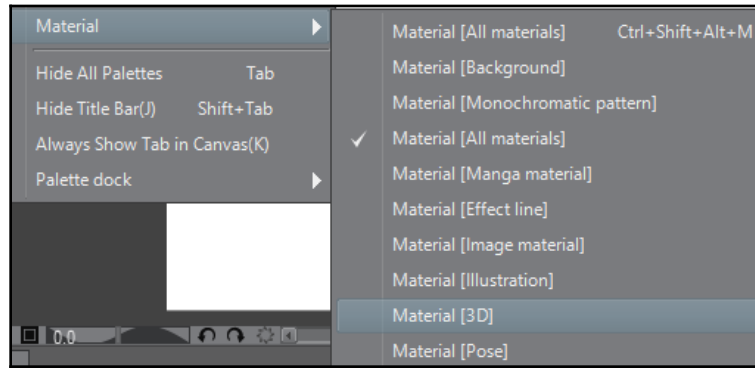 Material
Hide All Palettes Tab
Hide Title Bar(J) Shift+Tab
Always Show Tab in Canvas(K)
Palette dock
Material [All materials] Ctrl+Shift+Alt+M
Material [Background]
Material [Monochromatic pattern]
Material [All materials]
Material [Manga material]
Material [Effect line]
Material [Image material]
Material [Illustration]
Material [3D]
Material [Pose]
0.0